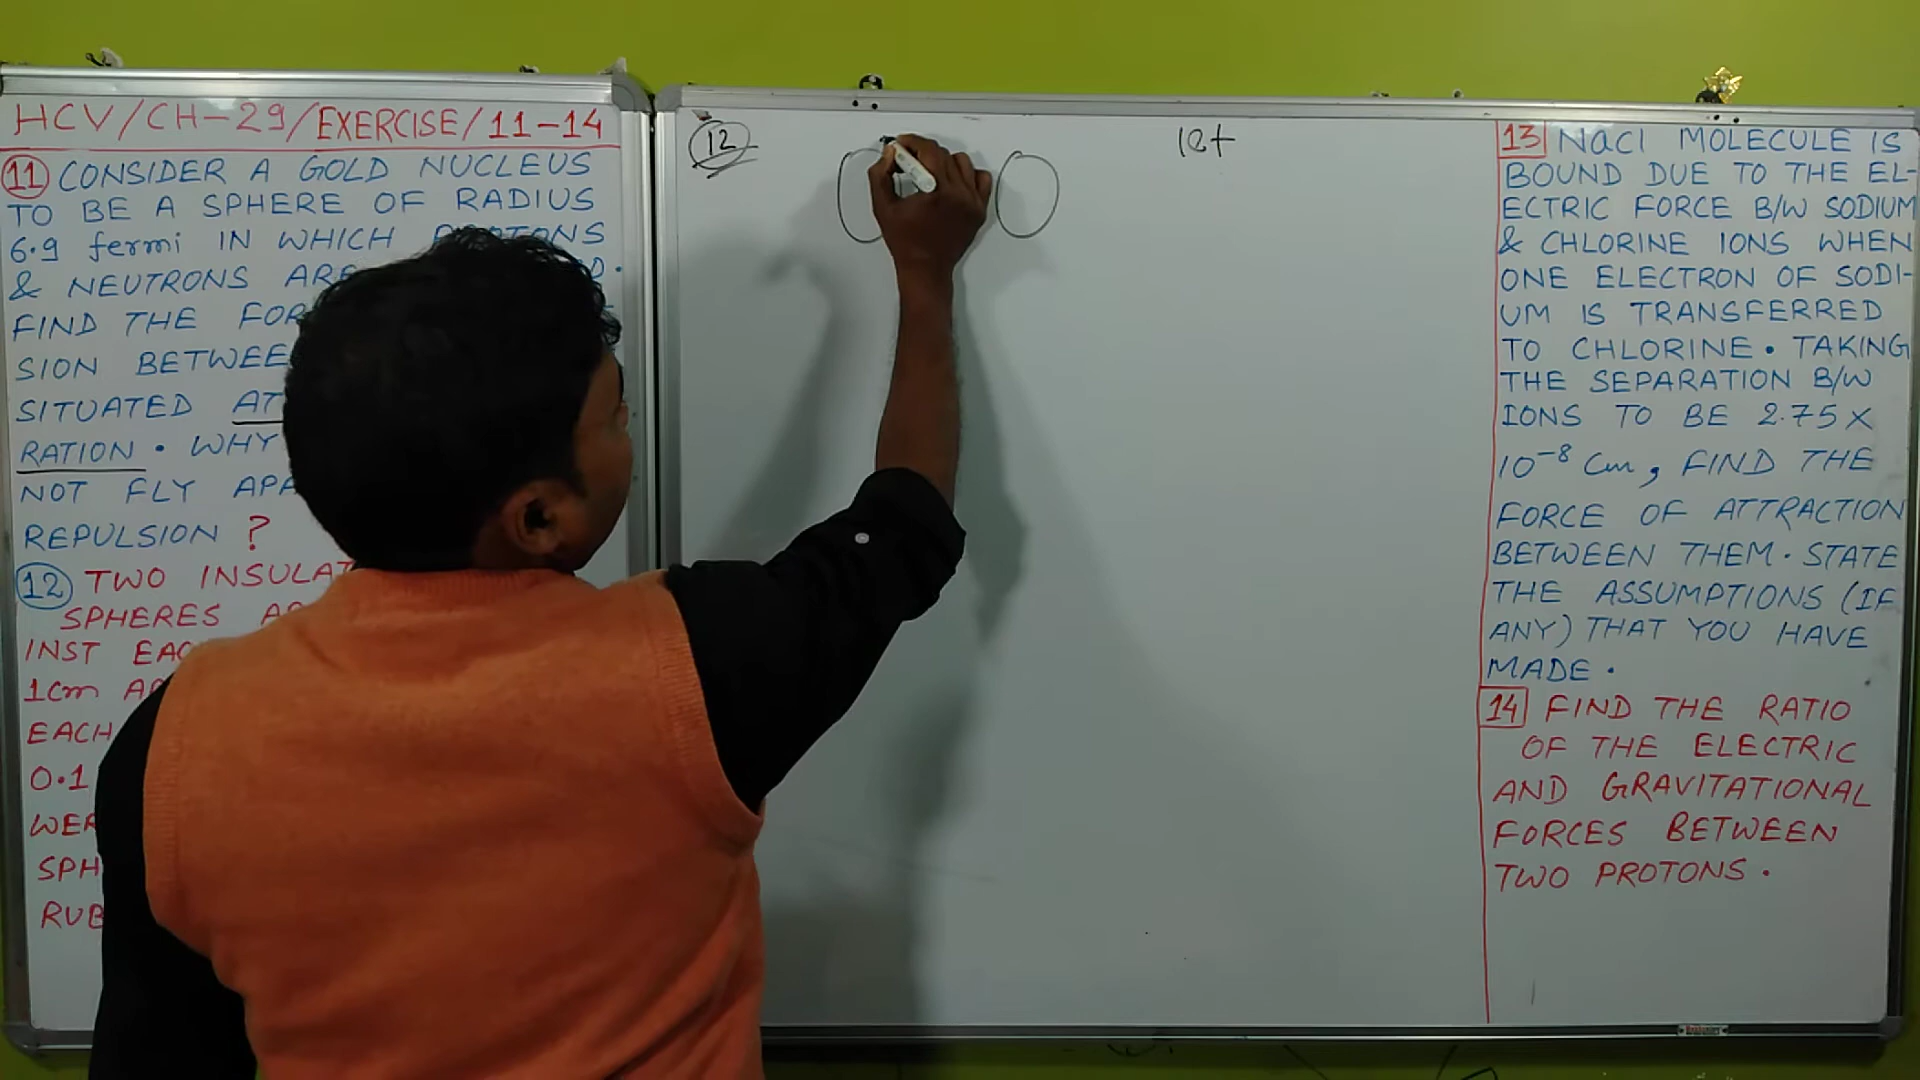 HCV/CH-29/EXERCISE/11-14
11 CONSIDER A GOLD NUCLEUS
TO BE A SPHERE OF RADIUS
6.9 fermi IN WHICH PROTONS
& NEUTRONS ARE
FIND THE FOR
SION BETWEE
SITUATED AT
RATION. WHY
NOT FLY APA
REPULSION ?
12 TWO INSULAT
SPHERES
INST EAC
1cm
EACH
0.1
WER
SPH
RUB
12
let
13 NaCl MOLECULE IS
BOUND DUE TO THE EL-
ECTRIC FORCE B/W SODIUM
& CHLORINE IONS WHEN
ONE ELECTRON OF SODI-
UM IS TRANSFERRED
TO CHLORINE. TAKING
THE SEPARATION B/W
IONS TO BE 2.75 X
10⁻⁸ Cm, FIND THE
FORCE OF ATTRACTION
BETWEEN THEM. STATE
THE ASSUMPTIONS (IF
ANY) THAT YOU HAVE
MADE.
14 FIND THE RATIO
OF THE ELECTRIC
AND GRAVITATIONAL
FORCES BETWEEN
TWO PROTONS.